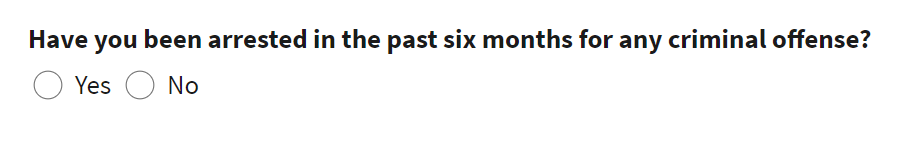 Have you been arrested in the past six months for any criminal offense?
Yes No